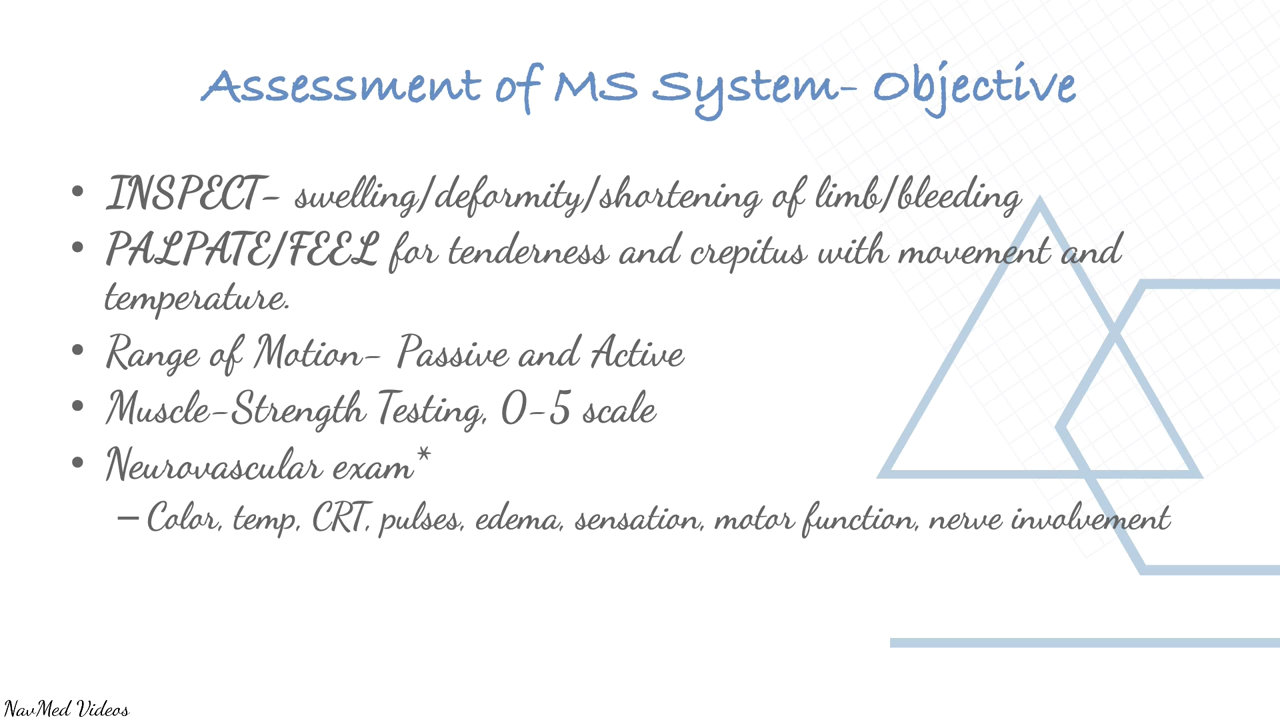 Assessment of MS System- Objective
• INSPECT- swelling/deformity/shortening of limb/bleeding
• PALPATE/FEEL for tenderness and crepitus with movement and
temperature.
• Range of Motion- Passive and Active
• Muscle-Strength Testing, 0-5 scale
• Neurovascular exam*
– Color, temp, CRT, pulses, edema, sensation, motor function, nerve involvement
NavMed Videos